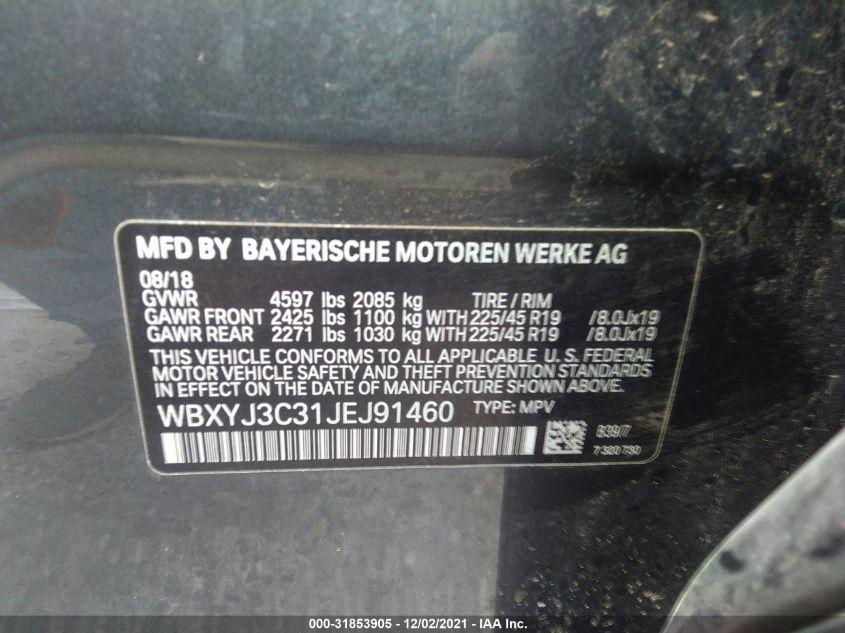 MFD BY BAYERISCHE MOTOREN WERKE AG
08/18
GVWR 4597 lbs 2085 kg TIRE / RIM
GAWR FRONT 2425 lbs 1100 kg WITH 225/45 R19 /8.0Jx19
GAWR REAR 2271 lbs 1030 kg WITH 225/45 R19 /8.0Jx19
THIS VEHICLE CONFORMS TO ALL APPLICABLE U.S. FEDERAL
MOTOR VEHICLE SAFETY AND THEFT PREVENTION STANDARDS
IN EFFECT ON THE DATE OF MANUFACTURE SHOWN ABOVE.
WBXYJ3C31JEJ91460 TYPE: MPV
B39/7
7320730
000-31853905 - 12/02/2021 - IAA Inc.